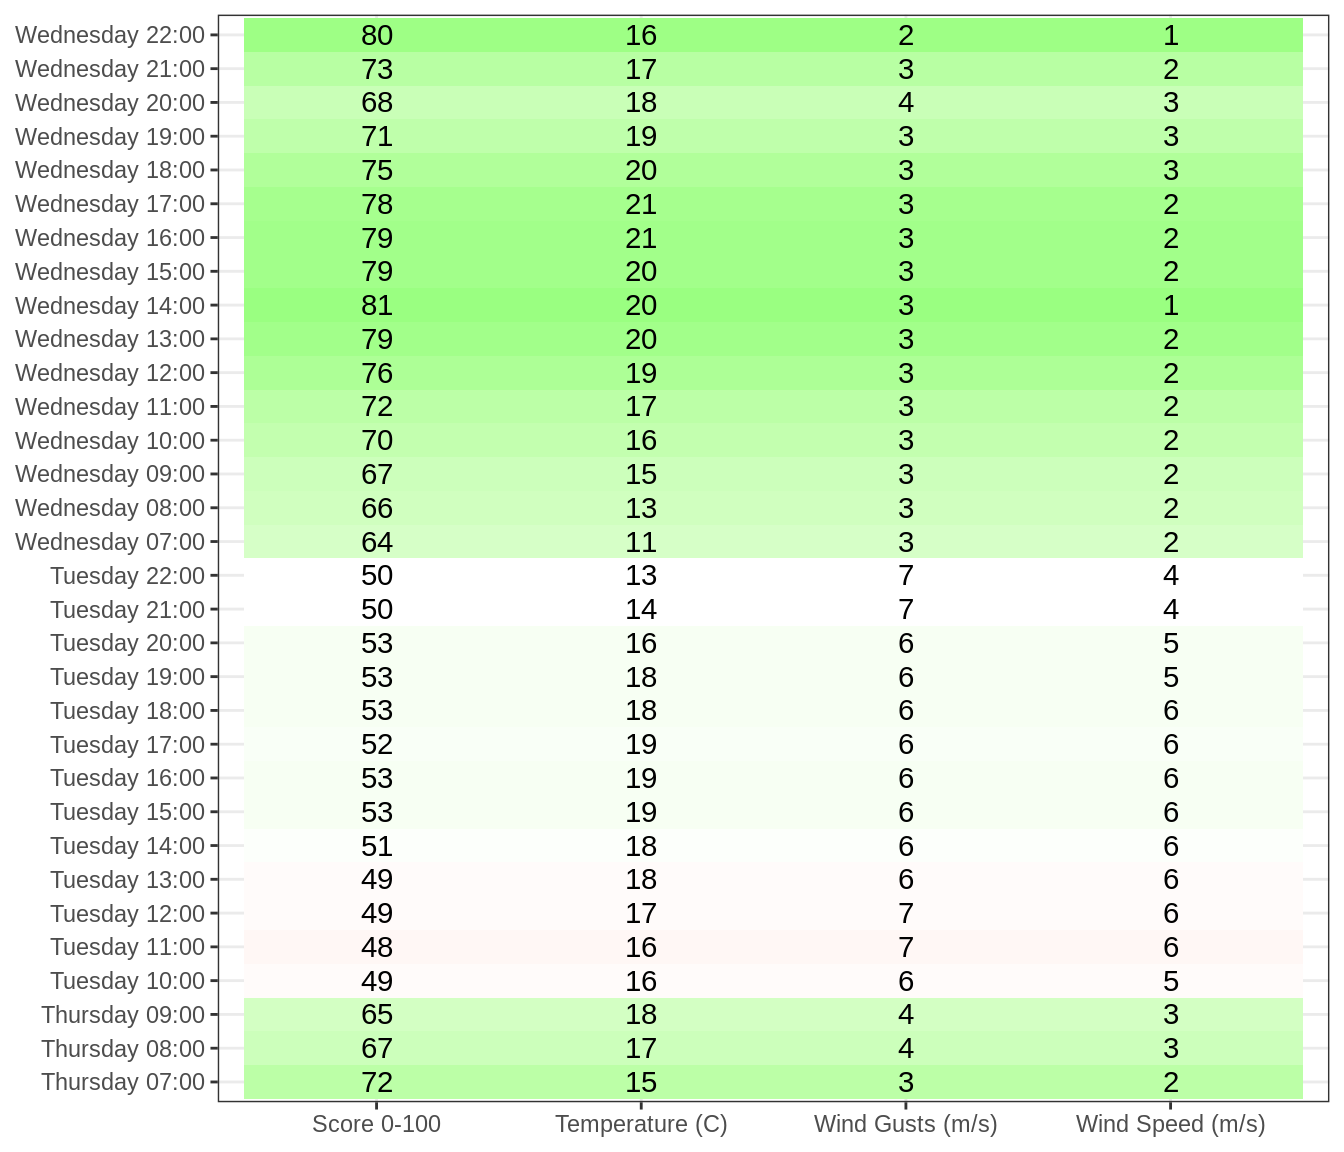 Wednesday 22:00 80 16 2 1
Wednesday 21:00 73 17 3 2
Wednesday 20:00 68 18 4 3
Wednesday 19:00 71 19 3 3
Wednesday 18:00 75 20 3 3
Wednesday 17:00 78 21 3 2
Wednesday 16:00 79 21 3 2
Wednesday 15:00 79 20 3 2
Wednesday 14:00 81 20 3 1
Wednesday 13:00 79 20 3 2
Wednesday 12:00 76 19 3 2
Wednesday 11:00 72 17 3 2
Wednesday 10:00 70 16 3 2
Wednesday 09:00 67 15 3 2
Wednesday 08:00 66 13 3 2
Wednesday 07:00 64 11 3 2
Tuesday 22:00 50 13 7 4
Tuesday 21:00 50 14 7 4
Tuesday 20:00 53 16 6 5
Tuesday 19:00 53 18 6 5
Tuesday 18:00 53 18 6 6
Tuesday 17:00 52 19 6 6
Tuesday 16:00 53 19 6 6
Tuesday 15:00 53 19 6 6
Tuesday 14:00 51 18 6 6
Tuesday 13:00 49 18 6 6
Tuesday 12:00 49 17 7 6
Tuesday 11:00 48 16 7 6
Tuesday 10:00 49 16 6 5
Thursday 09:00 65 18 4 3
Thursday 08:00 67 17 4 3
Thursday 07:00 72 15 3 2
Score 0-100 Temperature (C) Wind Gusts (m/s) Wind Speed (m/s)